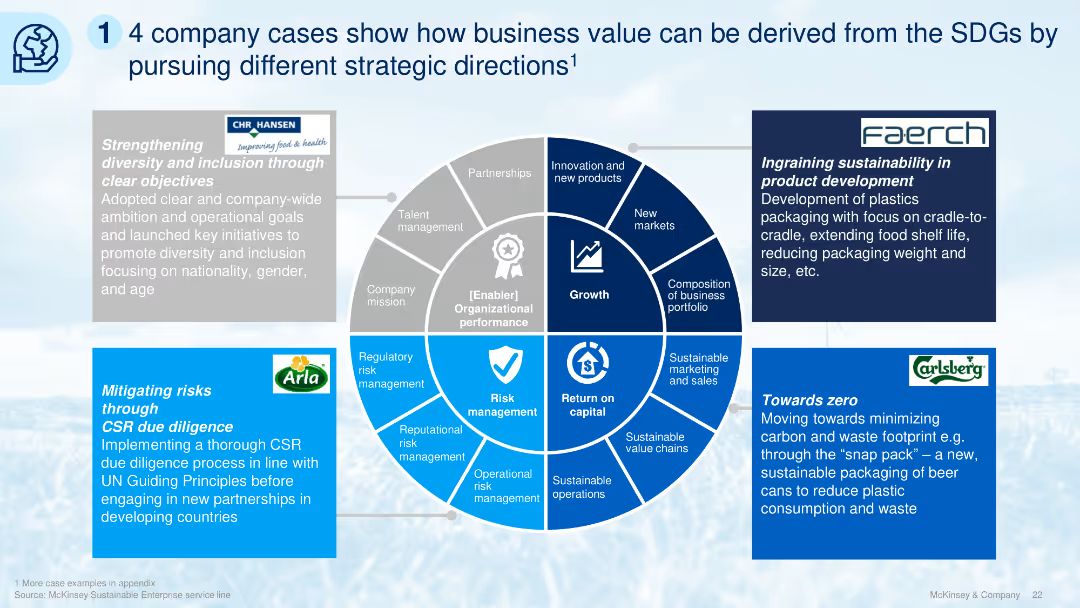 1
4 company cases show how business value can be derived from the SDGs by
pursuing different strategic directions1
CHR HANSEN
Improving food & health
Strengthening
diversity and inclusion through
clear objectives
Adopted clear and company-wide
ambition and operational goals
and launched key initiatives to
promote diversity and inclusion
focusing on nationality, gender,
and age
Arla
Mitigating risks
through
CSR due diligence
Implementing a thorough CSR
due diligence process in line with
UN Guiding Principles before
engaging in new partnerships in
developing countries
Partnerships
Talent
management
Company
mission
[Enabler]
Organizational
performance
Innovation and
new products
New
markets
Composition
of business
portfolio
Growth
Regulatory
risk
management
Reputational
risk
management
Operational
risk
management
Risk
management
Sustainable
marketing
and sales
Sustainable
value chains
Sustainable
operations
$
Return on
capital
faerch
Ingraining sustainability in
product development
Development of plastics
packaging with focus on cradle-to-
cradle, extending food shelf life,
reducing packaging weight and
size, etc.
Carlsberg
Towards zero
Moving towards minimizing
carbon and waste footprint e.g.
through the “snap pack” – a new,
sustainable packaging of beer
cans to reduce plastic
consumption and waste
1 More case examples in appendix
Source: McKinsey Sustainable Enterprise service line
McKinsey & Company 22